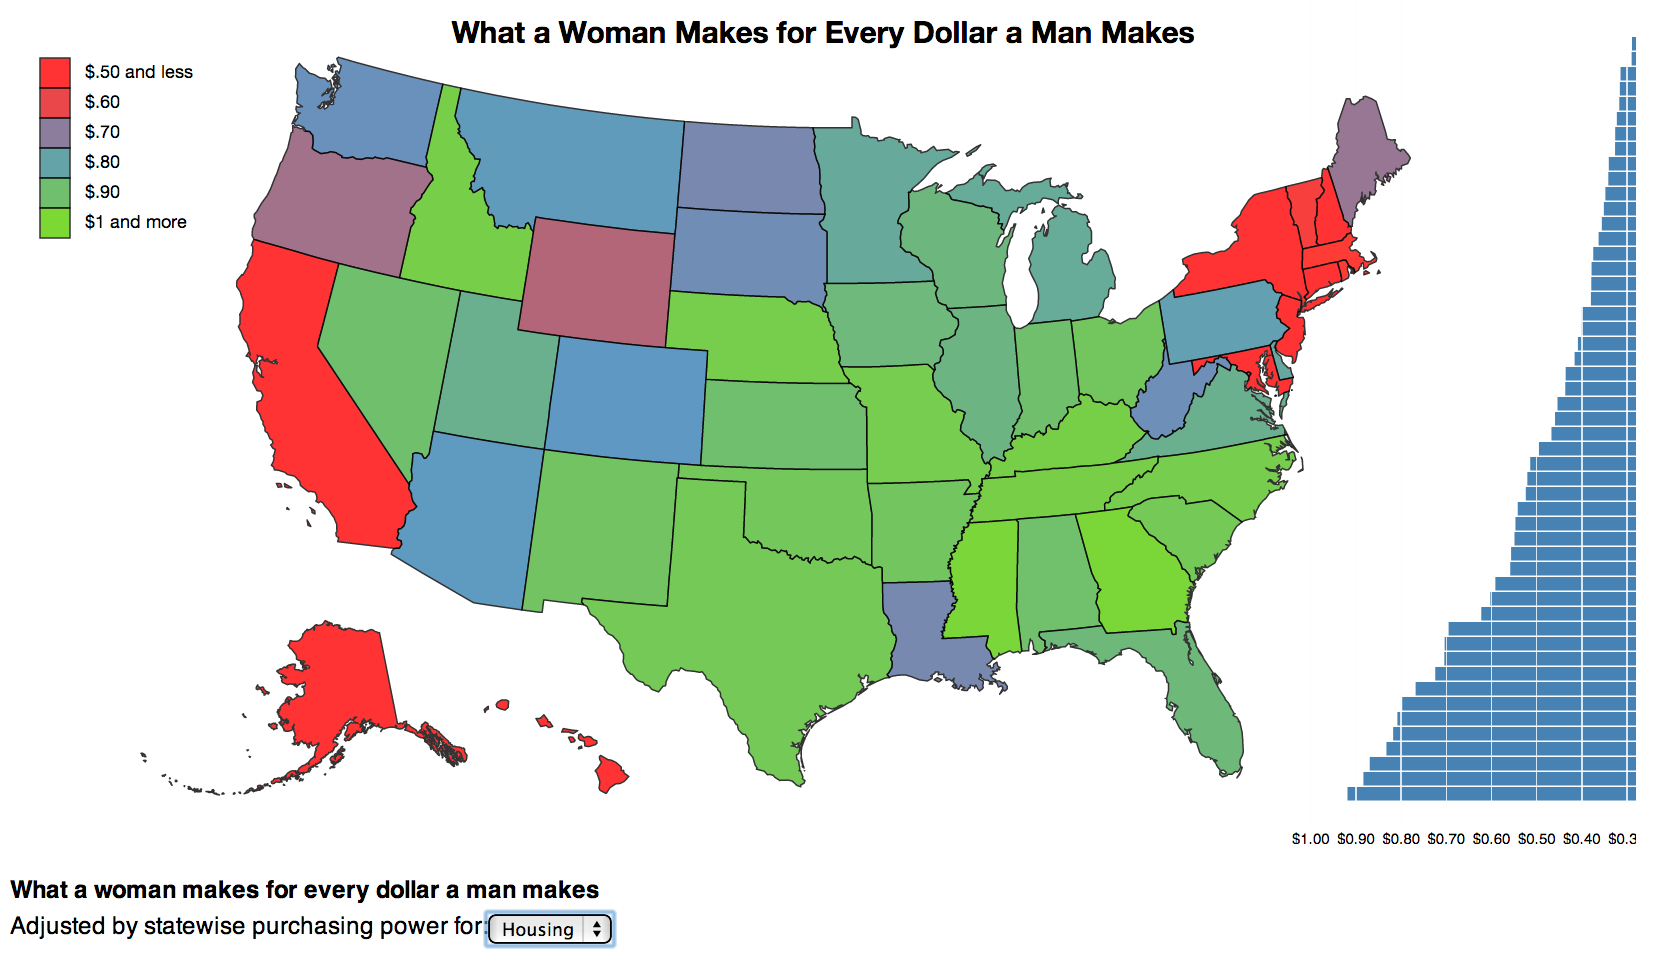 What a Woman Makes for Every Dollar a Man Makes
$.50 and less
$.60
$.70
$.80
$.90
$1 and more
$1.00 $0.90 $0.80 $0.70 $0.60 $0.50 $0.40 $0.3
What a woman makes for every dollar a man makes
Adjusted by statewise purchasing power for: Housing